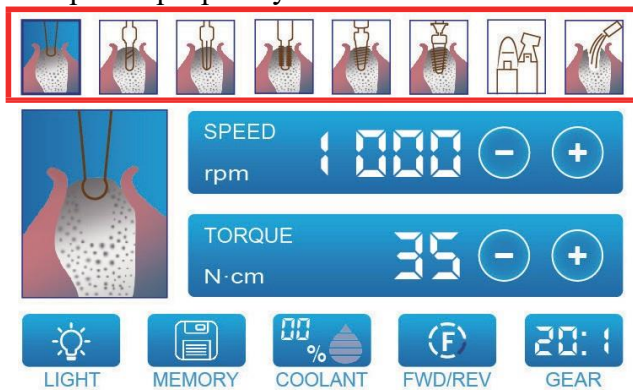 SPEED
rpm
1000
TORQUE
N·cm
35
00
%
F
20:1
LIGHT
MEMORY
COOLANT
FWD/REV
GEAR